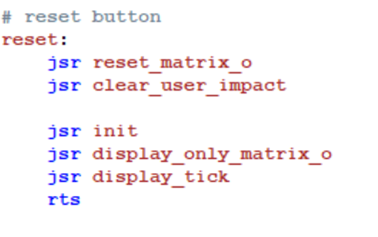 # reset button
reset:
    jsr reset_matrix_o
    jsr clear_user_impact

    jsr init
    jsr display_only_matrix_o
    jsr display_tick
    rts